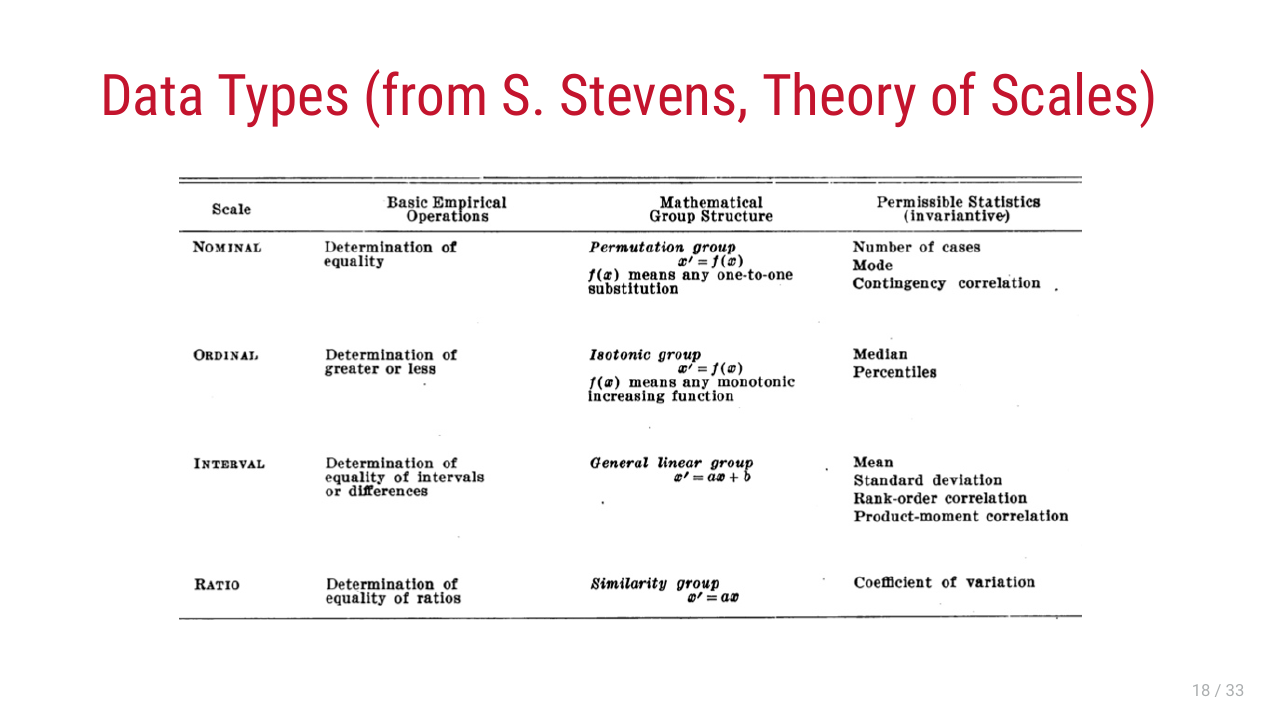 Data Types (from S. Stevens, Theory of Scales)
Scale
Basic Empirical
Operations
Mathematical
Group Structure
Permissible Statistics
(invariantive)
NOMINAL
Determination of
equality
Permutation group
x′ = f(x)
f(x) means any one-to-one
substitution
Number of cases
Mode
Contingency correlation
ORDINAL
Determination of
greater or less
Isotonic group
x′ = f(x)
f(x) means any monotonic
increasing function
Median
Percentiles
INTERVAL
Determination of
equality of intervals
or differences
General linear group
x′ = ax + b
Mean
Standard deviation
Rank-order correlation
Product-moment correlation
RATIO
Determination of
equality of ratios
Similarity group
x′ = ax
Coefficient of variation
18 / 33